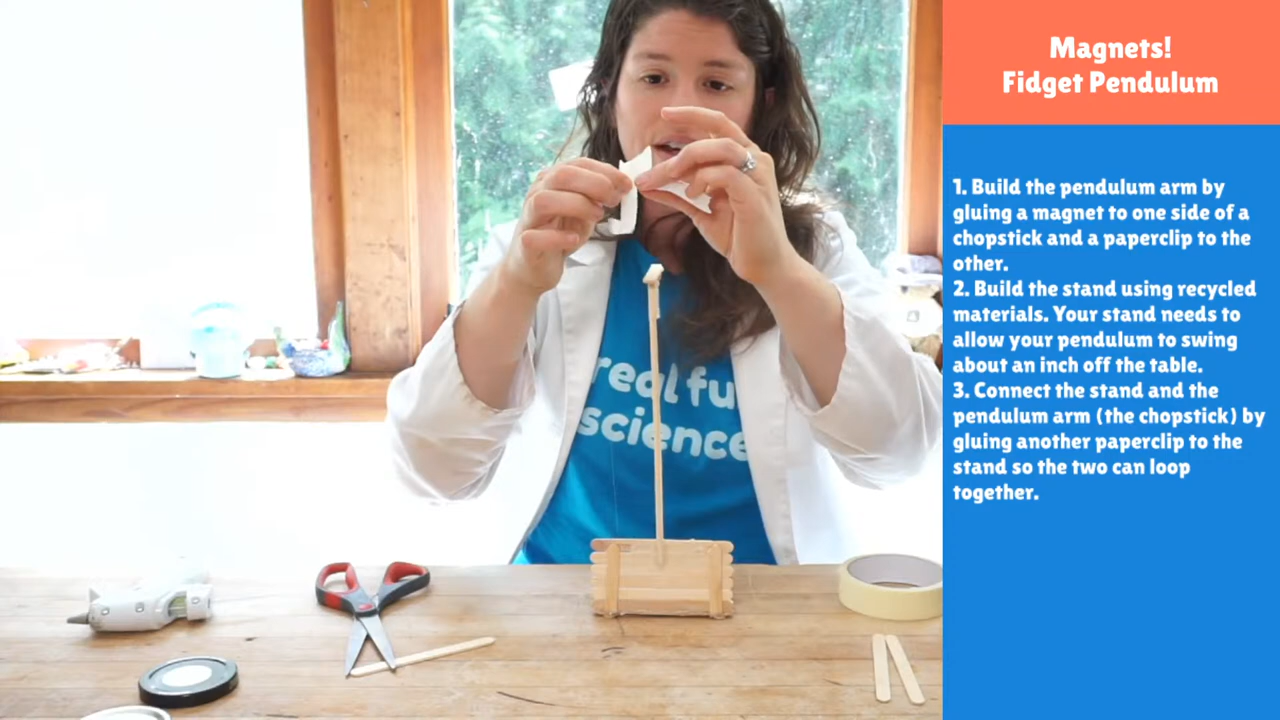 Magnets!
Fidget Pendulum
1. Build the pendulum arm by
gluing a magnet to one side of a
chopstick and a paperclip to the
other.
2. Build the stand using recycled
materials. Your stand needs to
allow your pendulum to swing
about an inch off the table.
3. Connect the stand and the
pendulum arm (the chopstick) by
gluing another paperclip to the
stand so the two can loop
together.
real fu
science